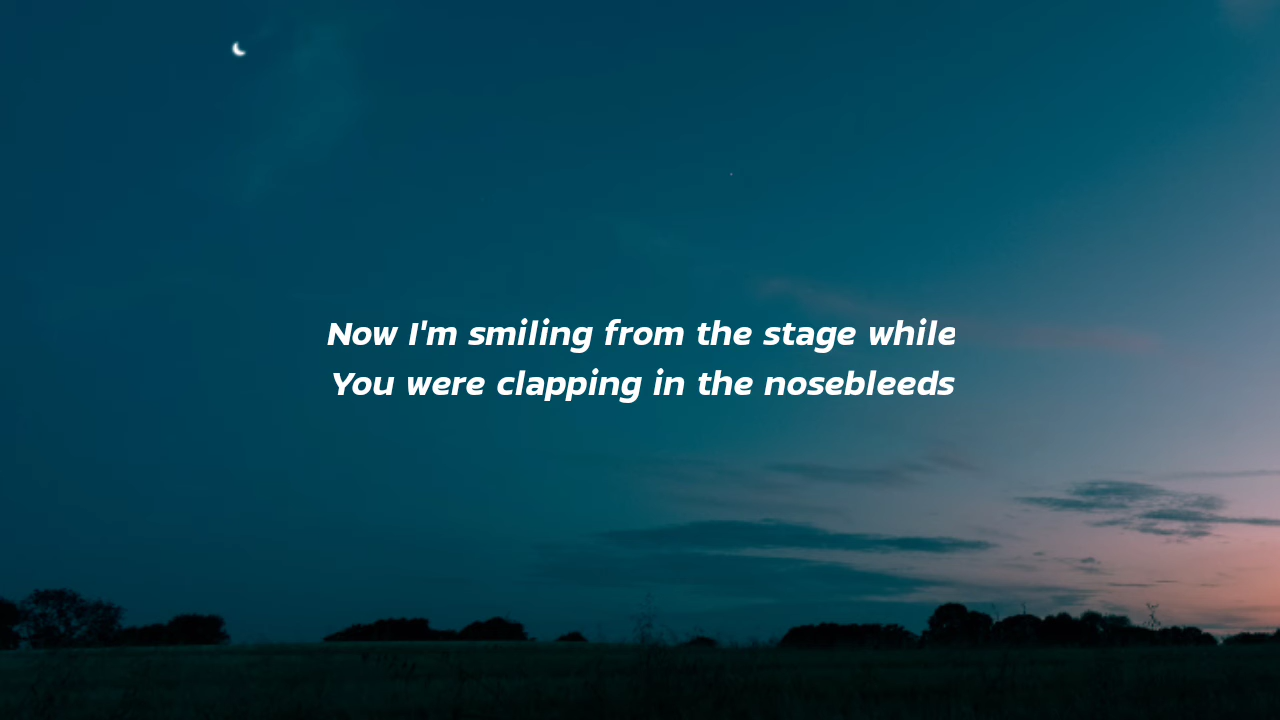 Now I'm smiling from the stage while
You were clapping in the nosebleeds